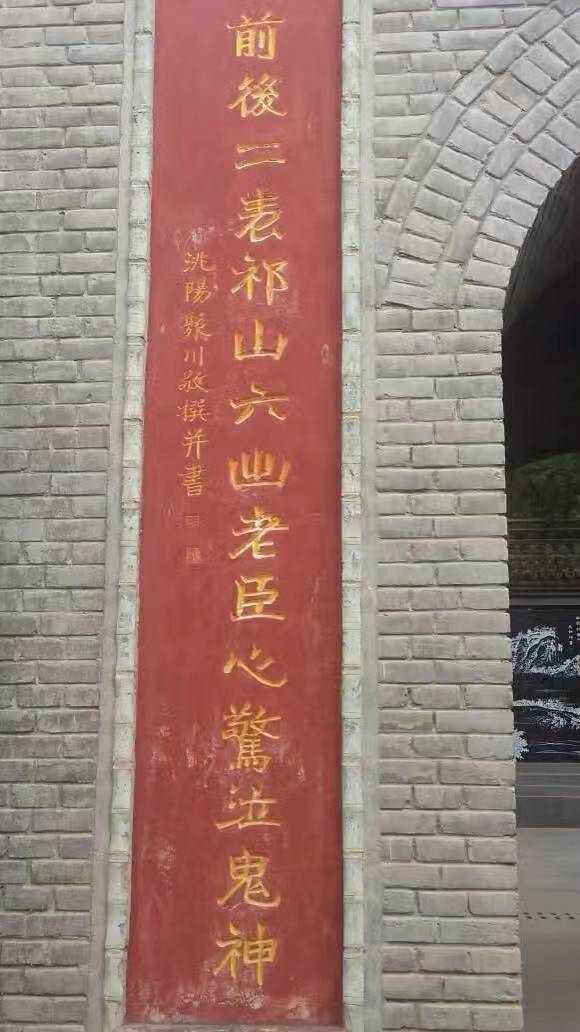 前後二表祁山六出老臣心驚泣鬼神
洮陽聚川敬撰并書